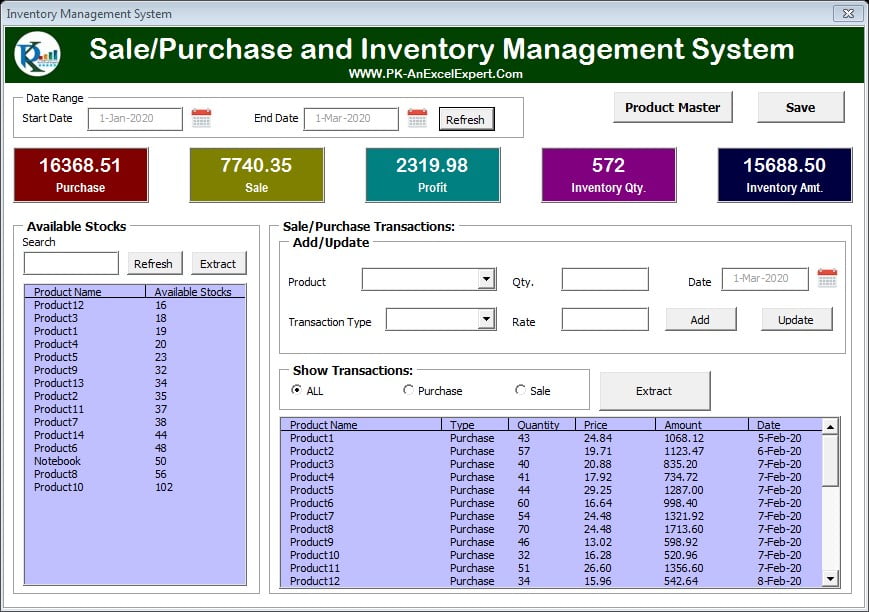 Inventory Management System
Sale/Purchase and Inventory Management System
WWW.PK-AnExcelExpert.Com
Date Range
Start Date 1-Jan-2020 End Date 1-Mar-2020 Refresh
Product Master Save
16368.51 7740.35 2319.98 572 15688.50
Purchase Sale Profit Inventory Qty. Inventory Amt.
Available Stocks
Search
Refresh Extract
Product Name Available Stocks
Product12 16
Product3 18
Product1 19
Product4 20
Product5 23
Product9 32
Product13 34
Product2 35
Product11 37
Product7 38
Product14 44
Product6 48
Notebook 50
Product8 56
Product10 102
Sale/Purchase Transactions:
Add/Update
Product Qty. Date 1-Mar-2020
Transaction Type Rate Add Update
Show Transactions:
ALL Purchase Sale Extract
Product Name Type Quantity Price Amount Date
Product1 Purchase 43 24.84 1068.12 5-Feb-20
Product2 Purchase 57 19.71 1123.47 6-Feb-20
Product3 Purchase 40 20.88 835.20 7-Feb-20
Product4 Purchase 41 17.92 734.72 7-Feb-20
Product5 Purchase 44 29.25 1287.00 7-Feb-20
Product6 Purchase 60 16.64 998.40 7-Feb-20
Product7 Purchase 54 24.48 1321.92 7-Feb-20
Product8 Purchase 70 24.48 1713.60 7-Feb-20
Product9 Purchase 46 13.02 598.92 7-Feb-20
Product10 Purchase 32 16.28 520.96 7-Feb-20
Product11 Purchase 51 26.60 1356.60 7-Feb-20
Product12 Purchase 34 15.96 542.64 8-Feb-20